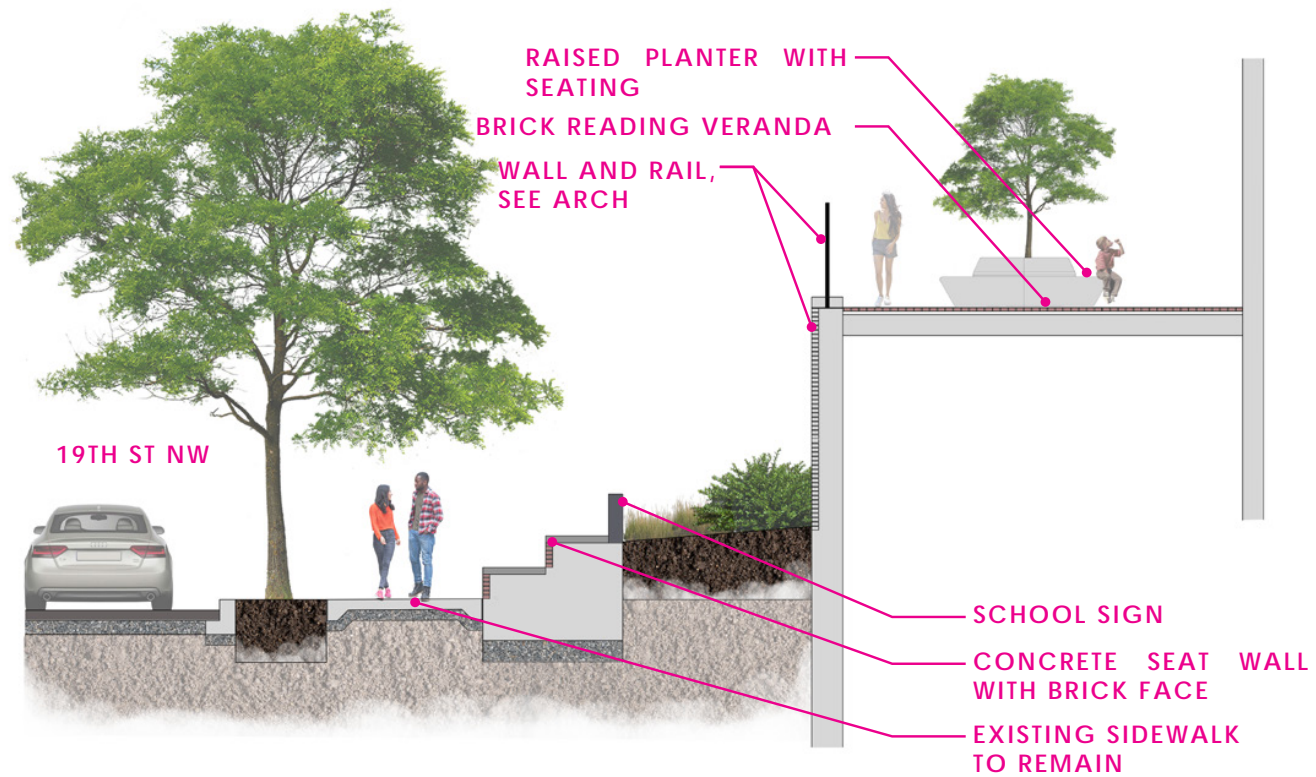 RAISED PLANTER WITH
SEATING
BRICK READING VERANDA
WALL AND RAIL,
SEE ARCH
19TH ST NW
SCHOOL SIGN
CONCRETE SEAT WALL
WITH BRICK FACE
EXISTING SIDEWALK
TO REMAIN